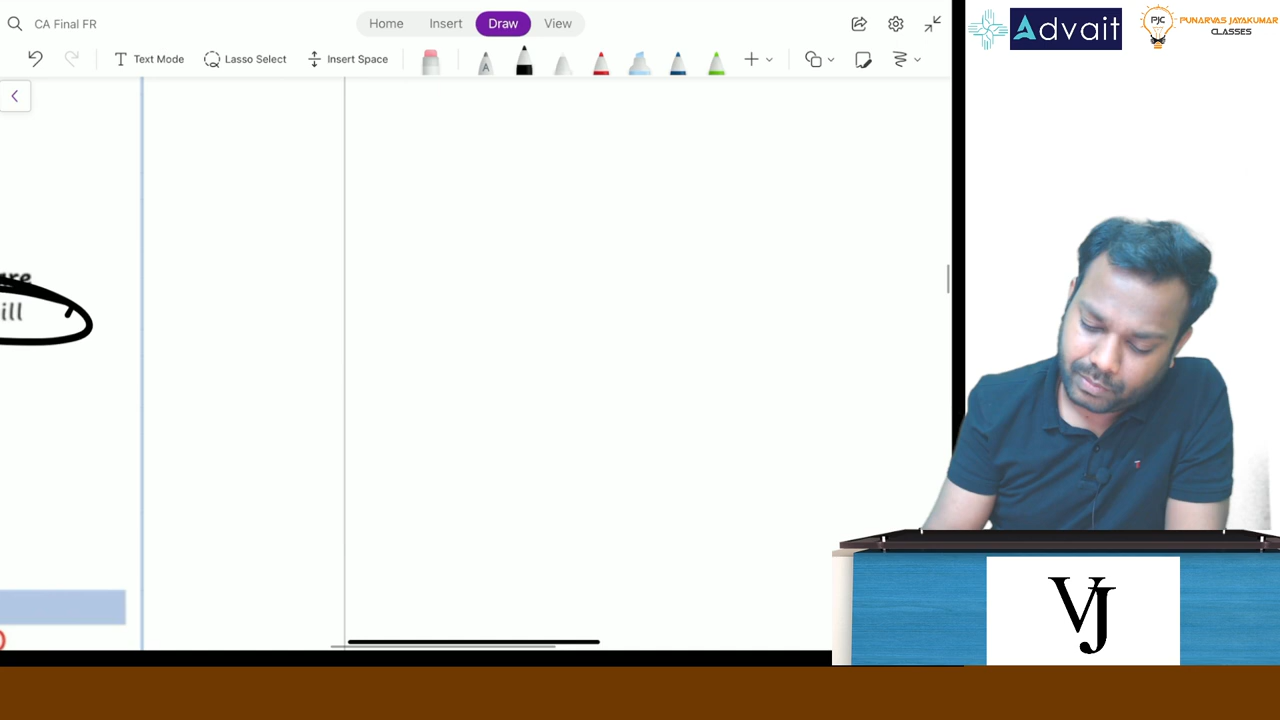 CA Final FR
Home Insert Draw View
Text Mode Lasso Select Insert Space
A
ill
Advait
PJC PUNARVAS JAYAKUMAR
CLASSES
VJ